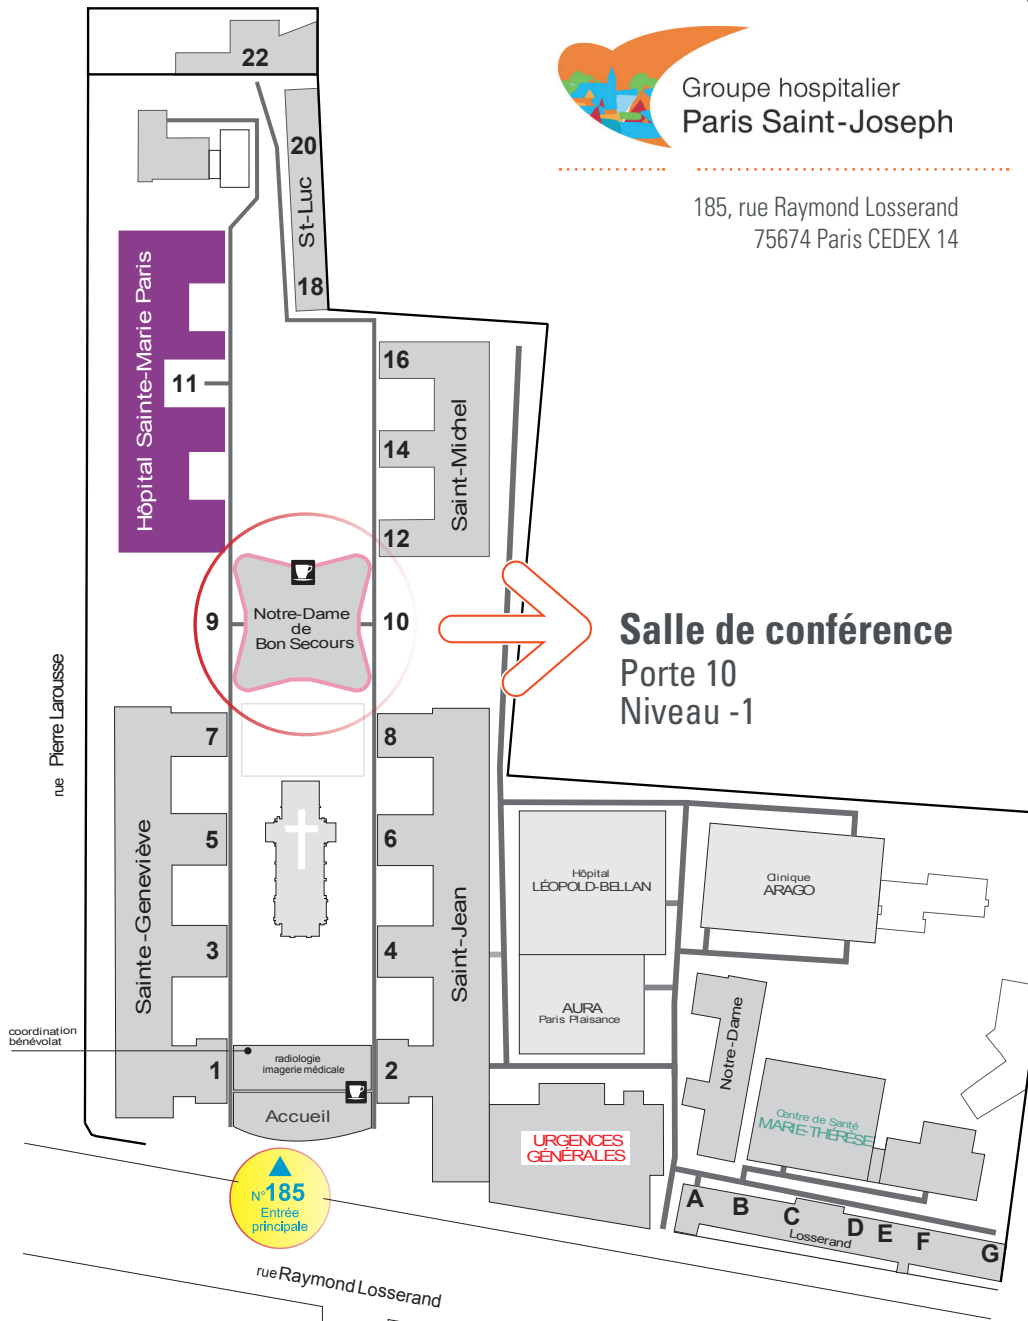 22
Groupe hospitalier
Paris Saint-Joseph
185, rue Raymond Losserand
75674 Paris CEDEX 14
20
St-Luc
18
Hôpital Sainte-Marie Paris
11
16
14
12
Saint-Michel
9
Notre-Dame
de
Bon Secours
10
Salle de conférence
Porte 10
Niveau -1
rue Pierre Larousse
7
8
5
6
3
4
Sainte-Geneviève
Saint-Jean
Hôpital
LÉOPOLD-BELLAN
Clinique
ARAGO
AURA
Paris Plaisance
Notre-Dame
coordination
bénévolat
1
radiologie
imagerie médicale
2
Accueil
URGENCES
GÉNÉRALES
Centre de Santé
MARIE-THÉRÈSE
N°185
Entrée
principale
A
B
C
D
E
F
G
Losserand
rue Raymond Losserand